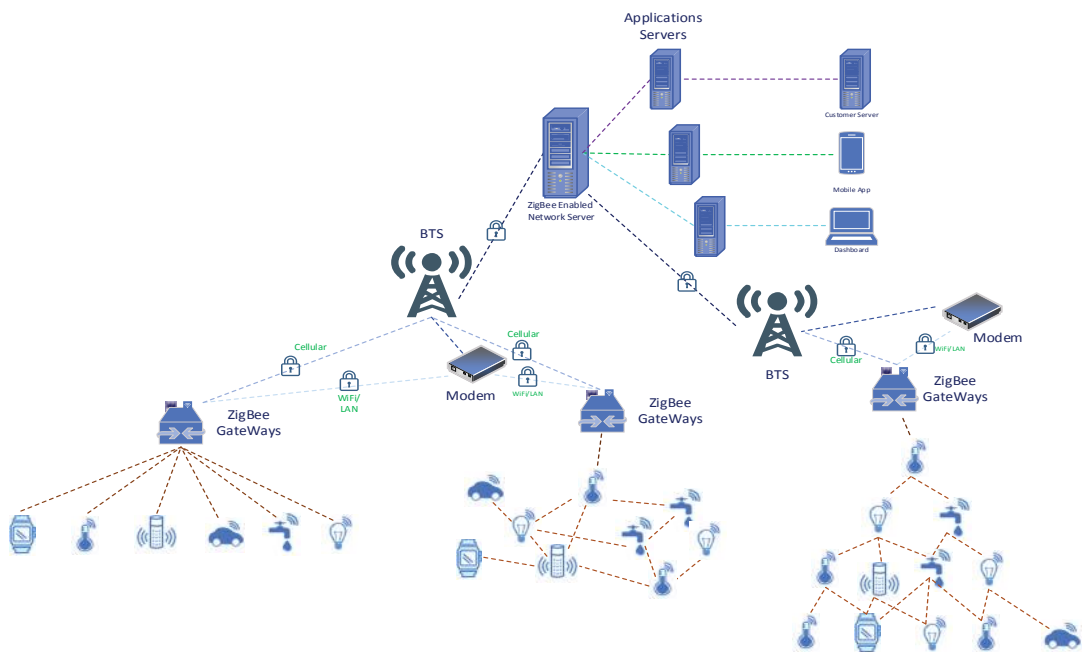 Applications
Servers
Customer Server
Mobile App
ZigBee Enabled
Network Server
Dashboard
BTS
Cellular
Cellular
WiFi/
LAN
Modem
WiFi/LAN
ZigBee
GateWays
ZigBee
GateWays
BTS
Cellular
WiFi/LAN
Modem
ZigBee
GateWays